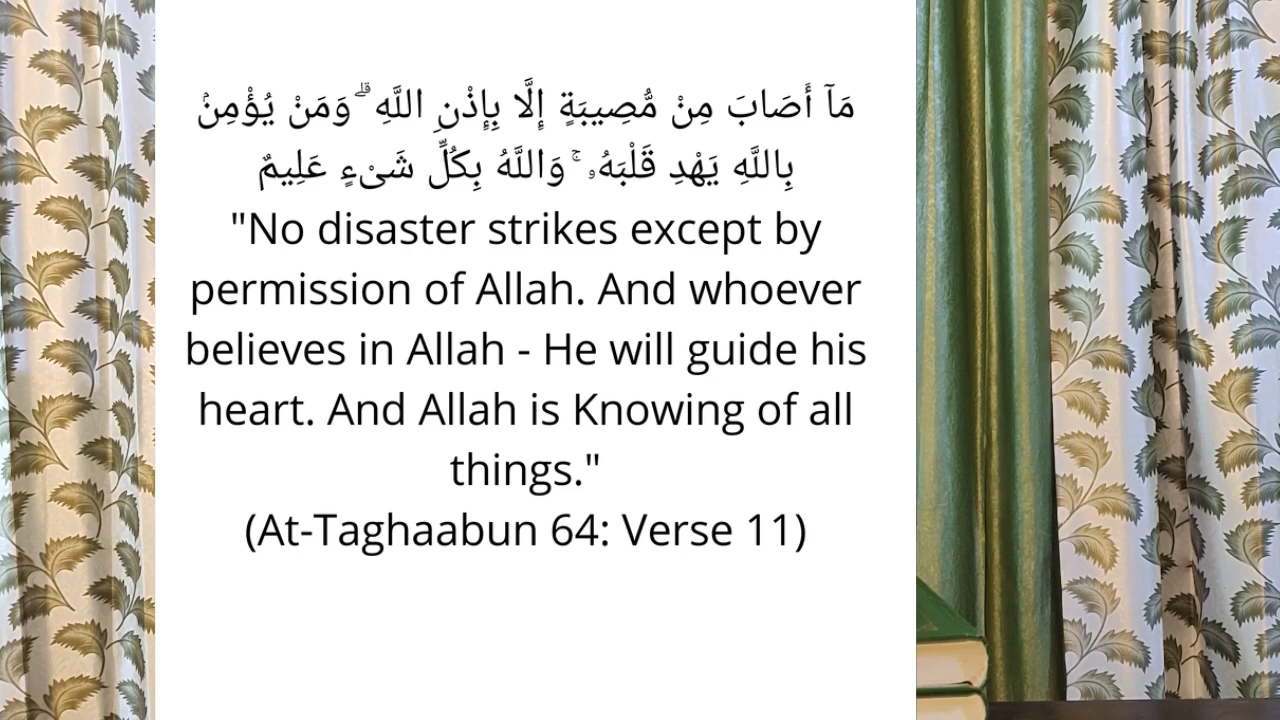 مَآ أَصَابَ مِنْ مُّصِيبَةٍ إِلَّا بِإِذْنِ اللَّهِ ۗ وَمَنْ يُؤْمِنْۢ
بِاللَّهِ يَهْدِ قَلْبَهُۥ ۚ وَاللَّهُ بِكُلِّ شَىْءٍ عَلِيمٌ
"No disaster strikes except by
permission of Allah. And whoever
believes in Allah - He will guide his
heart. And Allah is Knowing of all
things."
(At-Taghaabun 64: Verse 11)